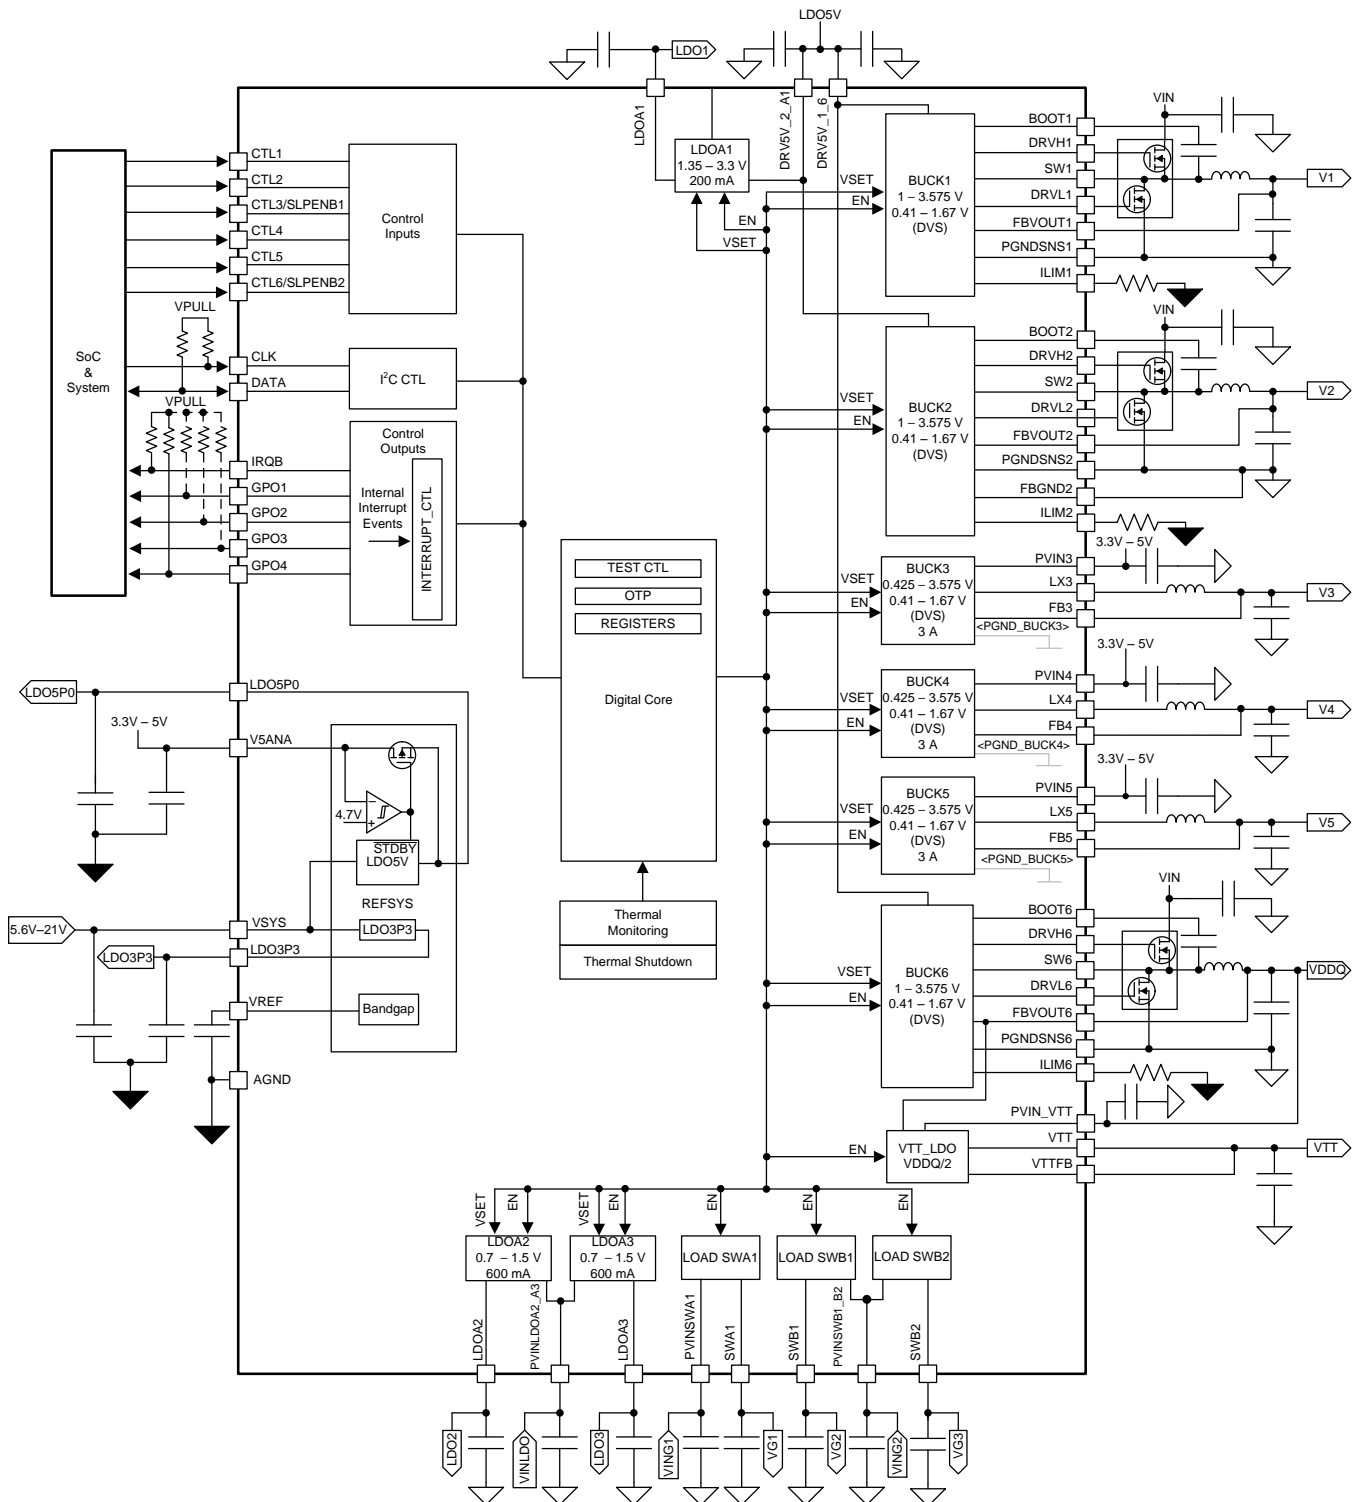 LDO5V
LDO1
LDOA1
DRV5V_2_A1
DRV5V_1_6
SoC
&
System
CTL1
CTL2
CTL3/SLPENB1
CTL4
CTL5
CTL6/SLPENB2
Control
Inputs
VPULL
CLK
DATA
I²C CTL
VPULL
IRQB
GPO1
GPO2
GPO3
GPO4
Control
Outputs
Internal
Interrupt
Events
INTERRUPT_CTL
LDOA1
1.35 – 3.3 V
200 mA
EN
VSET
VSET
EN
BUCK1
1 – 3.575 V
0.41 – 1.67 V
(DVS)
BOOT1
DRVH1
SW1
DRVL1
FBVOUT1
PGNDSNS1
ILIM1
VIN
V1
VSET
EN
BUCK2
1 – 3.575 V
0.41 – 1.67 V
(DVS)
BOOT2
DRVH2
SW2
DRVL2
FBVOUT2
PGNDSNS2
FBGND2
ILIM2
VIN
V2
VSET
EN
BUCK3
0.425 – 3.575 V
0.41 – 1.67 V
(DVS)
3 A
PVIN3
LX3
FB3
<PGND_BUCK3>
3.3V – 5V
V3
VSET
EN
BUCK4
0.425 – 3.575 V
0.41 – 1.67 V
(DVS)
3 A
PVIN4
LX4
FB4
<PGND_BUCK4>
3.3V – 5V
V4
VSET
EN
BUCK5
0.425 – 3.575 V
0.41 – 1.67 V
(DVS)
3 A
PVIN5
LX5
FB5
<PGND_BUCK5>
3.3V – 5V
V5
VSET
EN
BUCK6
1 – 3.575 V
0.41 – 1.67 V
(DVS)
BOOT6
DRVH6
SW6
DRVL6
FBVOUT6
PGNDSNS6
ILIM6
VIN
VDDQ
EN
VTT_LDO
VDDQ/2
PVIN_VTT
VTT
VTTFB
VTT
TEST CTL
OTP
REGISTERS
Digital Core
Thermal
Monitoring
Thermal Shutdown
LDO5P0
LDO5P0
3.3V – 5V
V5ANA
4.7V
STDBY
LDO5V
REFSYS
5.6V–21V
VSYS
LDO3P3
LDO3P3
LDO3P3
VREF
Bandgap
AGND
VSET
EN
VSET
EN
EN
EN
EN
LDOA2
0.7 – 1.5 V
600 mA
LDOA3
0.7 – 1.5 V
600 mA
LOAD SWA1
LOAD SWB1
LOAD SWB2
LDOA2
PVINLDOA2_A3
LDOA3
PVINSWA1
SWA1
SWB1
PVINSWB1_B2
SWB2
LDO2
VINLDO
LDO3
VING1
VG1
VG2
VING2
VG3